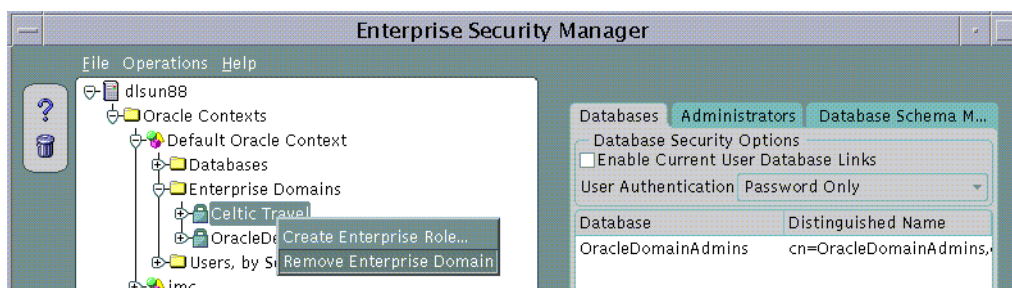 Enterprise Security Manager
File Operations Help
dlsun88
Oracle Contexts
Default Oracle Context
Databases
Enterprise Domains
Celtic Travel
OracleDe
Users, by S
imc
Create Enterprise Role...
Remove Enterprise Domain
Databases Administrators Database Schema M...
Database Security Options
Enable Current User Database Links
User Authentication Password Only
Database Distinguished Name
OracleDomainAdmins cn=OracleDomainAdmins,